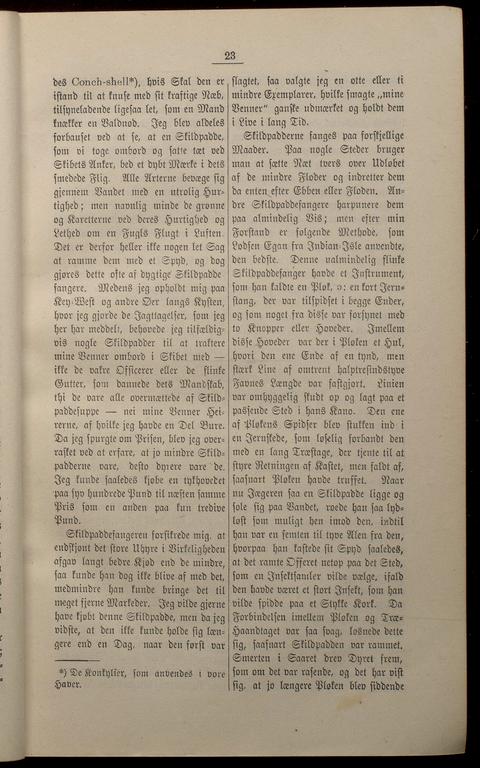 23
des Conch-shell*), hvis Skal den er
istand til at knuse med sit kraftige Næb,
tilsyneladende ligesaa let, som en Mand
knækker en Valdnød. Jeg blev aldeles
forbauset ved at se, at en Skildpadde,
som vi toge ombord og satte tæt ved
Skibets Anker, bed et dybt Mærke i dets
smedede Flig. Alle Arterne bevæge sig
gjennem Vandet med en utrolig Hur-
tighed; men navnlig minde de grønne
og Karetterne ved deres Hurtighed og
Lethed om en Fugls Flugt i Luften.
Det er derfor heller ikke nogen let Sag
at ramme dem med et Spyd, og dog
gjøres dette ofte af dygtige Skildpadde
fangere. Medens jeg opholdt mig paa
Key-West og andre Øer langs Kysten,
hvor jeg gjorde de Jagttagelser, som jeg
her har meddelt, behøvede jeg tilfældig-
vis nogle Skildpadder til at traktere
mine Venner ombord i Skibet med —
ikke de vakre Officerer eller de flinke
Gutter, som dannede dets Mandskab,
thi de vare alle overmættede af Skild-
paddesuppe — nei mine Venner Hei-
rerne, af hvilke jeg havde en Del Bure.
Da jeg spurgte om Prisen, blev jeg over-
rasket ved at erfare, at jo mindre Skild-
padderne vare, desto dyrere vare de.
Jeg kunde saaledes kjøbe en tykhovedet
paa syv hundrede Pund til næsten samme
Pris som en anden paa kun tredive
Pund.
Skildpaddefangeren forsikrede mig, at
endskjønt det store Uhyre i Virkeligheden
afgav langt bedre Kjød end de mindre,
saa kunde han dog ikke blive af med det,
medmindre han kunde bringe det til
meget fjerne Markeder. Jeg vilde gjerne
have kjøbt denne Skildpadde, men da jeg
vidste, at den ikke kunde holde sig læn-
gere end en Dag, naar den først var
*) De Konkylier, som anvendes i vore
Haver.
slagtet, saa valgte jeg en otte eller ti
mindre Exemplarer, hvilke smagte „mine
Venner“ ganske udmærket og holdt dem
i Live i lang Tid.
Skildpadderne fanges paa forskjellige
Maader. Paa nogle Steder bruger
man at sætte Næt tvers over Udløbet
af de mindre Floder og indretter dem
da enten efter Ebben eller Floden. An-
dre Skildpaddefangere harpunere dem
paa almindelig Vis; men efter min
Forstand er følgende Methode, som
Lodsen Egan fra Indian-Isle anvendte,
den bedste. Denne ualmindelig flinke
Skildpaddefanger havde et Instrument,
som han kaldte en Pløk, ɔ: en kort Jern-
stang, der var tilspidset i begge Ender,
og som noget fra disse var forsynet med
to Knopper eller Hoveder. Imellem
disse Hoveder var der i Pløken et Hul,
hvori den ene Ende af en tynd, men
stærk Line af omtrent halvtresindstyve
Favnes Længde var fastgjort. Linien
var omhyggelig skudt op og lagt paa et
passende Sted i hans Kano. Den ene
af Pløkens Spidser blev stukken ind i
en Jernskede, som løselig forbandt den
med en lang Træstage, der tjente til at
styre Retningen af Kastet, men faldt af,
saasnart Pløken havde truffet. Naar
nu Jægeren saa en Skildpadde ligge og
sole sig paa Vandet, roede han saa lyd-
løst som muligt hen imod den, indtil
han var en femten til tyve Alen fra den,
hvorpaa han kastede sit Spyd saaledes,
at det ramte Offeret netop paa det Sted,
som en Insektsamler vilde vælge, ifald
den havde været et stort Insekt, som han
vilde spidde paa et Stykke Kork. Da
Forbindelsen imellem Pløken og Træ-
Haandtaget var saa svag, løsnede dette
sig, saasnart Skildpadden var rammet.
Smerten i Saaret drev Dyret frem,
som om det var rasende, og det har vist
sig, at jo længere Pløken blev siddende